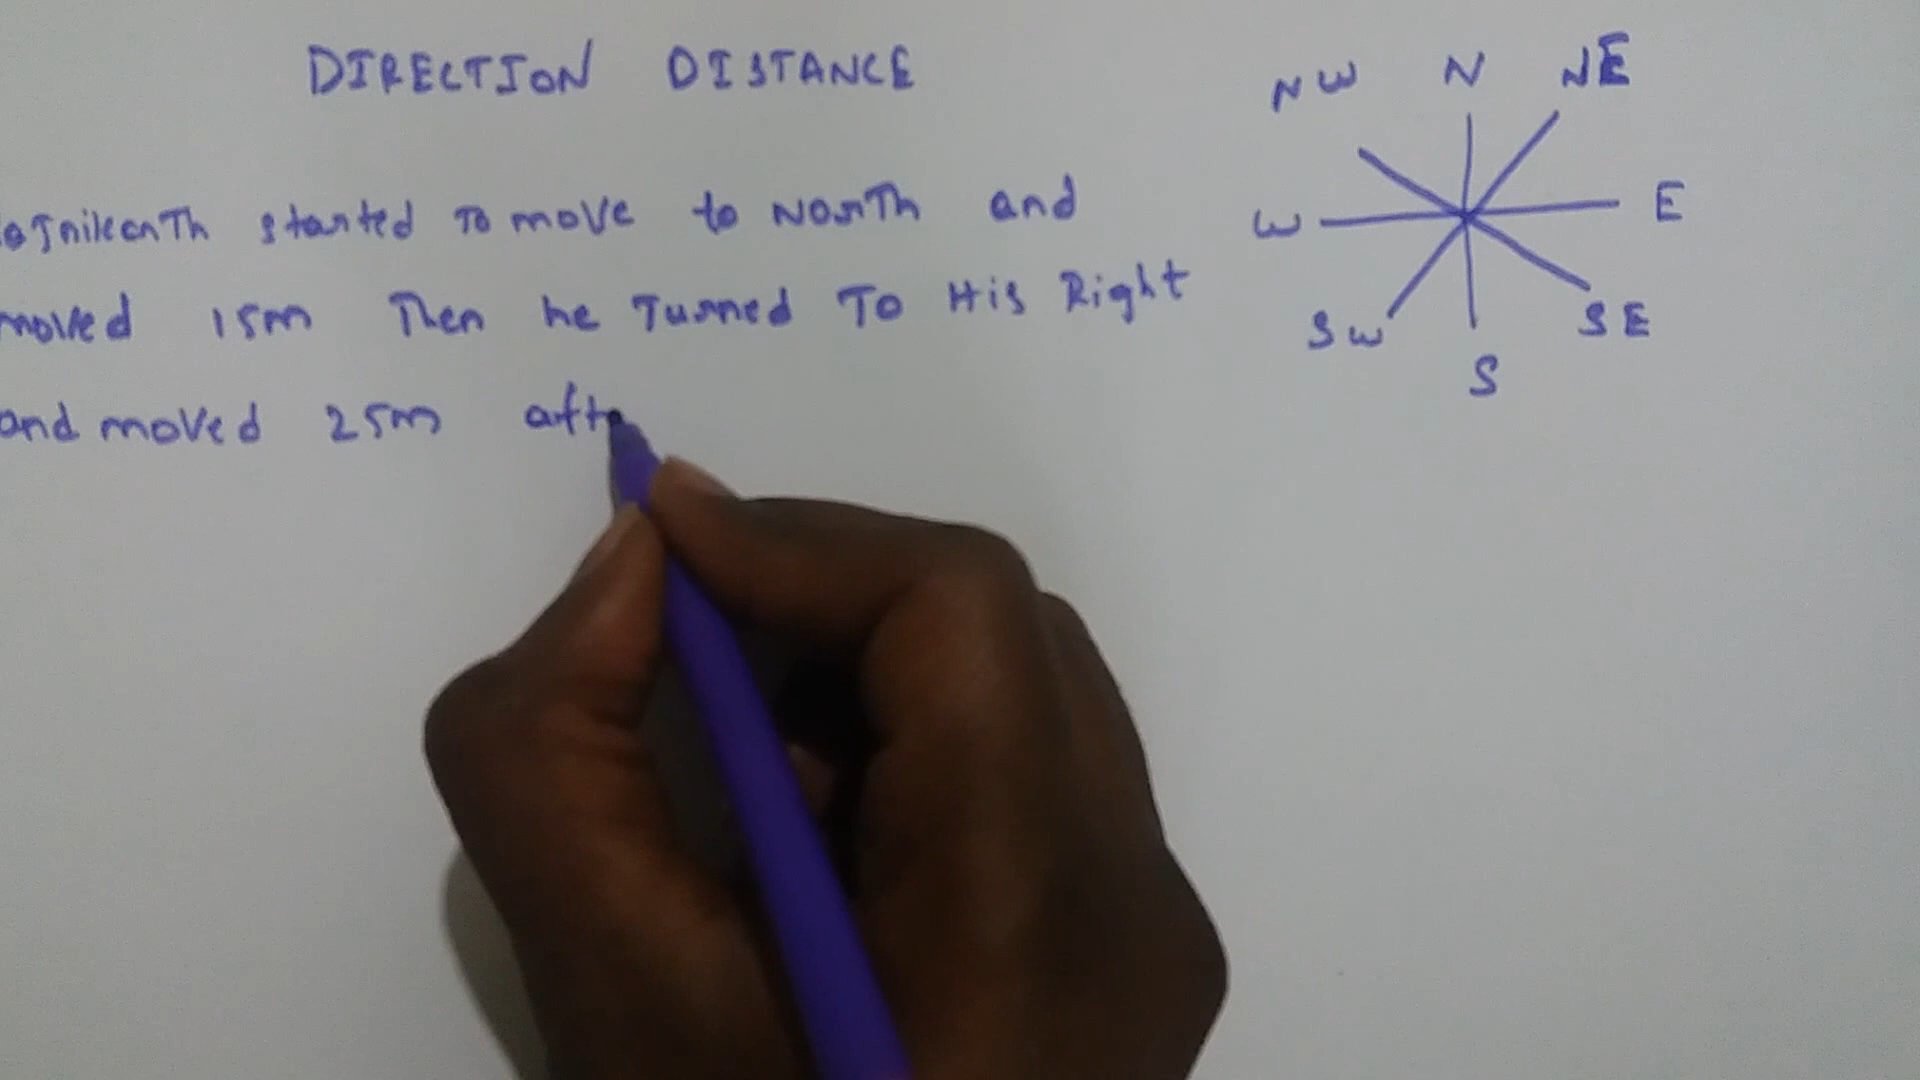 DIRECTION DISTANCE
started To move to North and
moved 15m Then he Turned To His Right
and moved 25m aft
NW N NE
W E
SW S SE